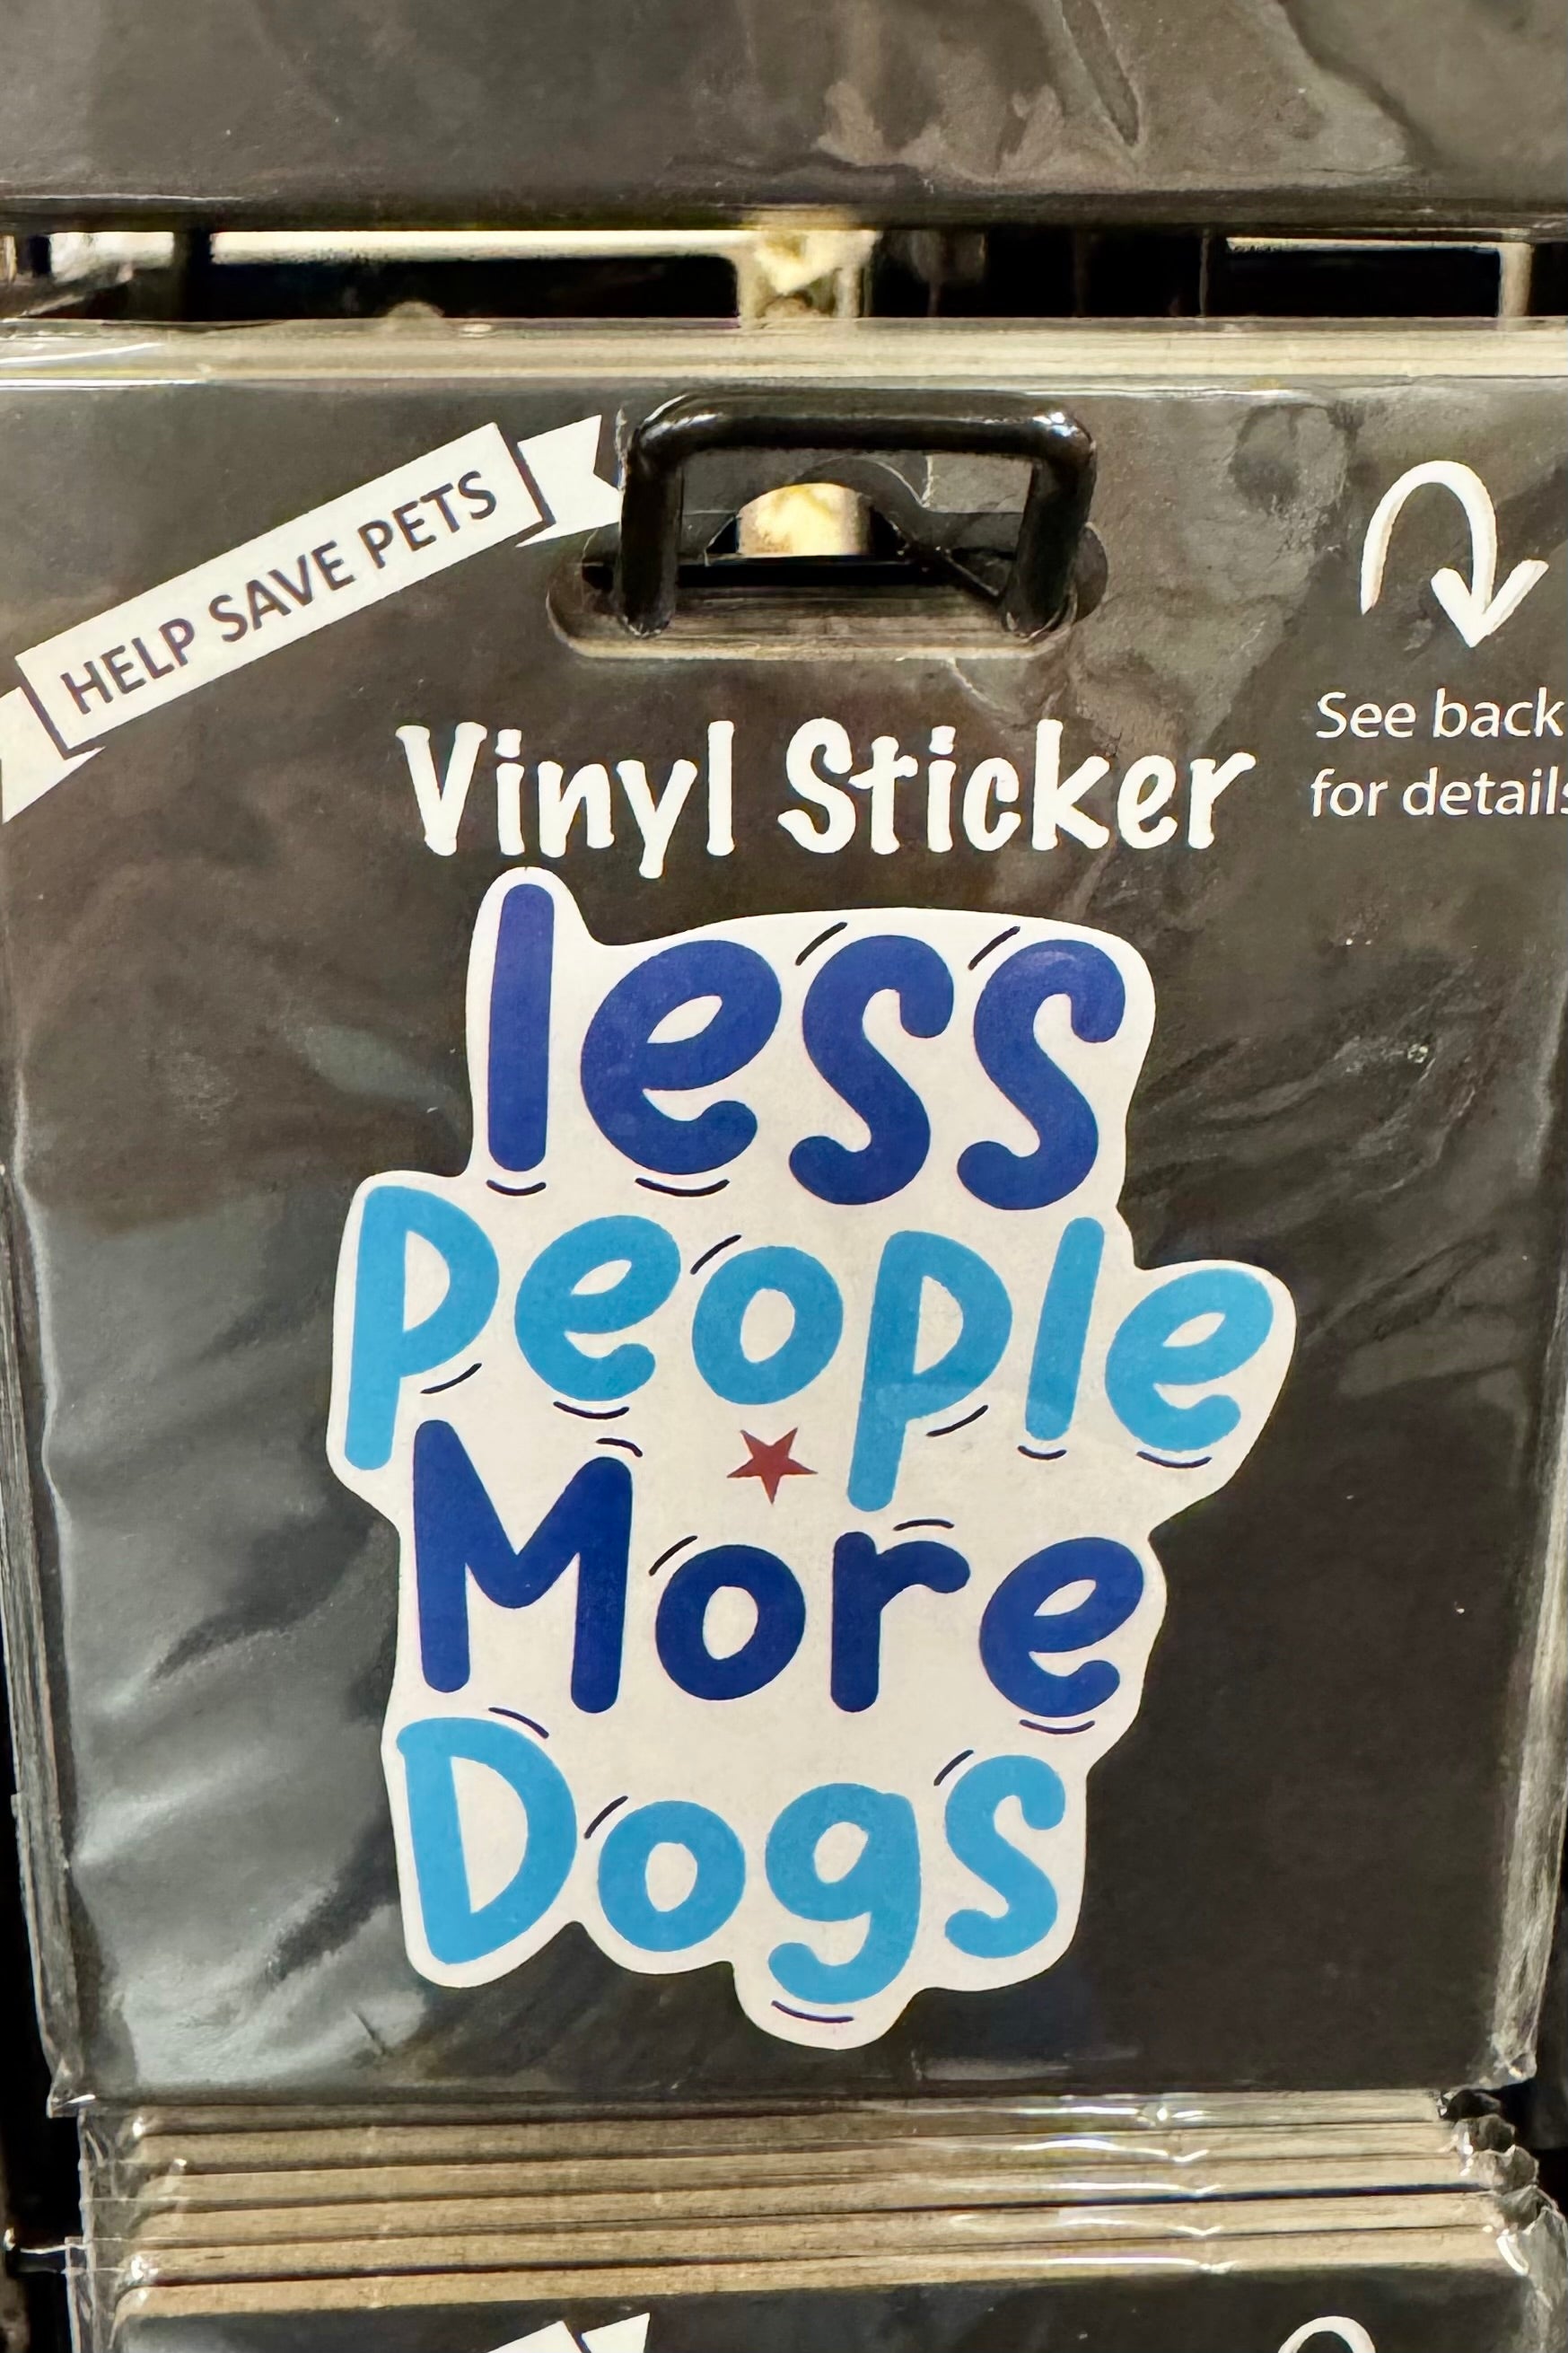 HELP SAVE PETS
See back
for details
Vinyl Sticker
less
People
More
Dogs